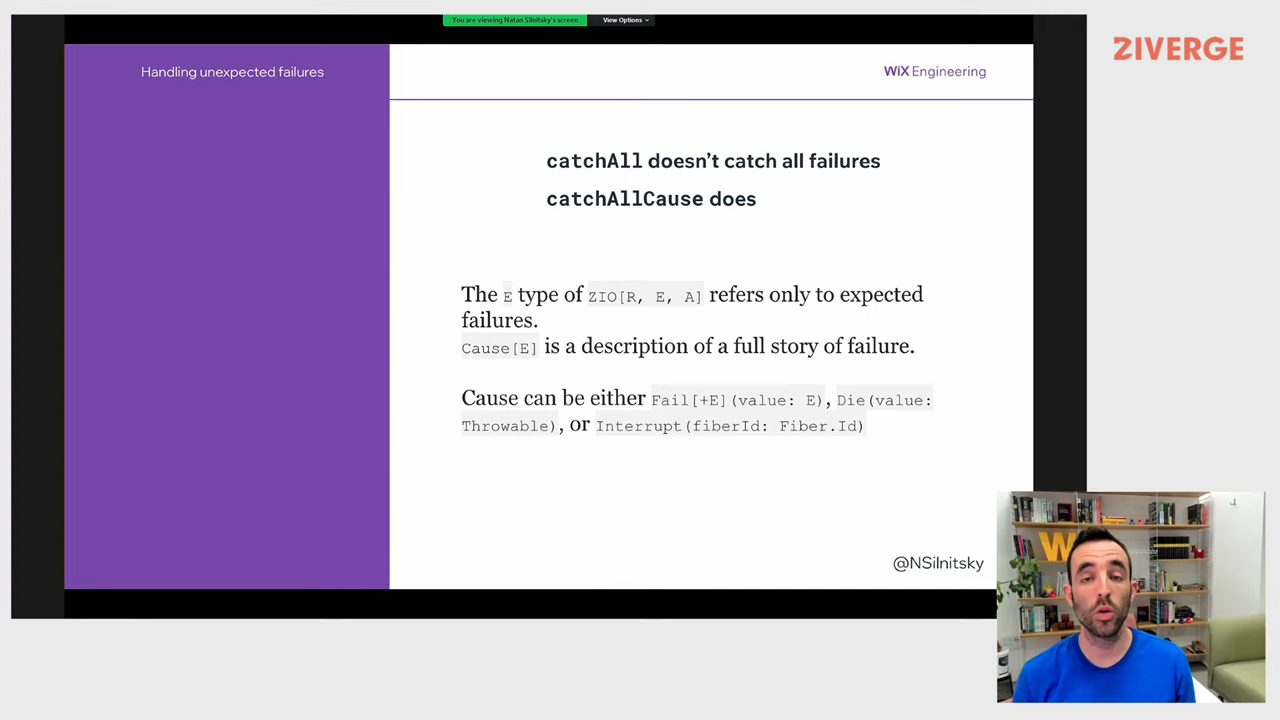 You are viewing Natan Silnitsky's screen
View Options
ZIVERGE
Handling unexpected failures
WiX Engineering
catchAll doesn’t catch all failures
catchAllCause does
The E type of ZIO[R, E, A] refers only to expected
failures.
Cause[E] is a description of a full story of failure.
Cause can be either Fail[+E](value: E), Die(value:
Throwable), or Interrupt(fiberId: Fiber.Id)
@NSilnitsky
W